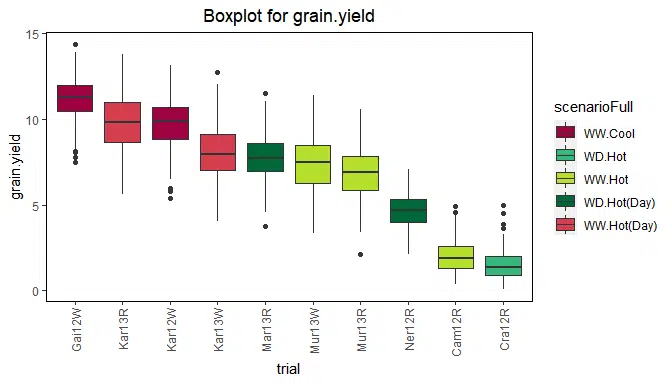 Boxplot for grain.yield
15
10
5
0
grain.yield
Gai12W
Kar13R
Kar12W
Kar13W
Mar13R
Mur13W
Mur13R
Ner12R
Cam12R
Cra12R
trial
scenarioFull
WW.Cool
WD.Hot
WW.Hot
WD.Hot(Day)
WW.Hot(Day)